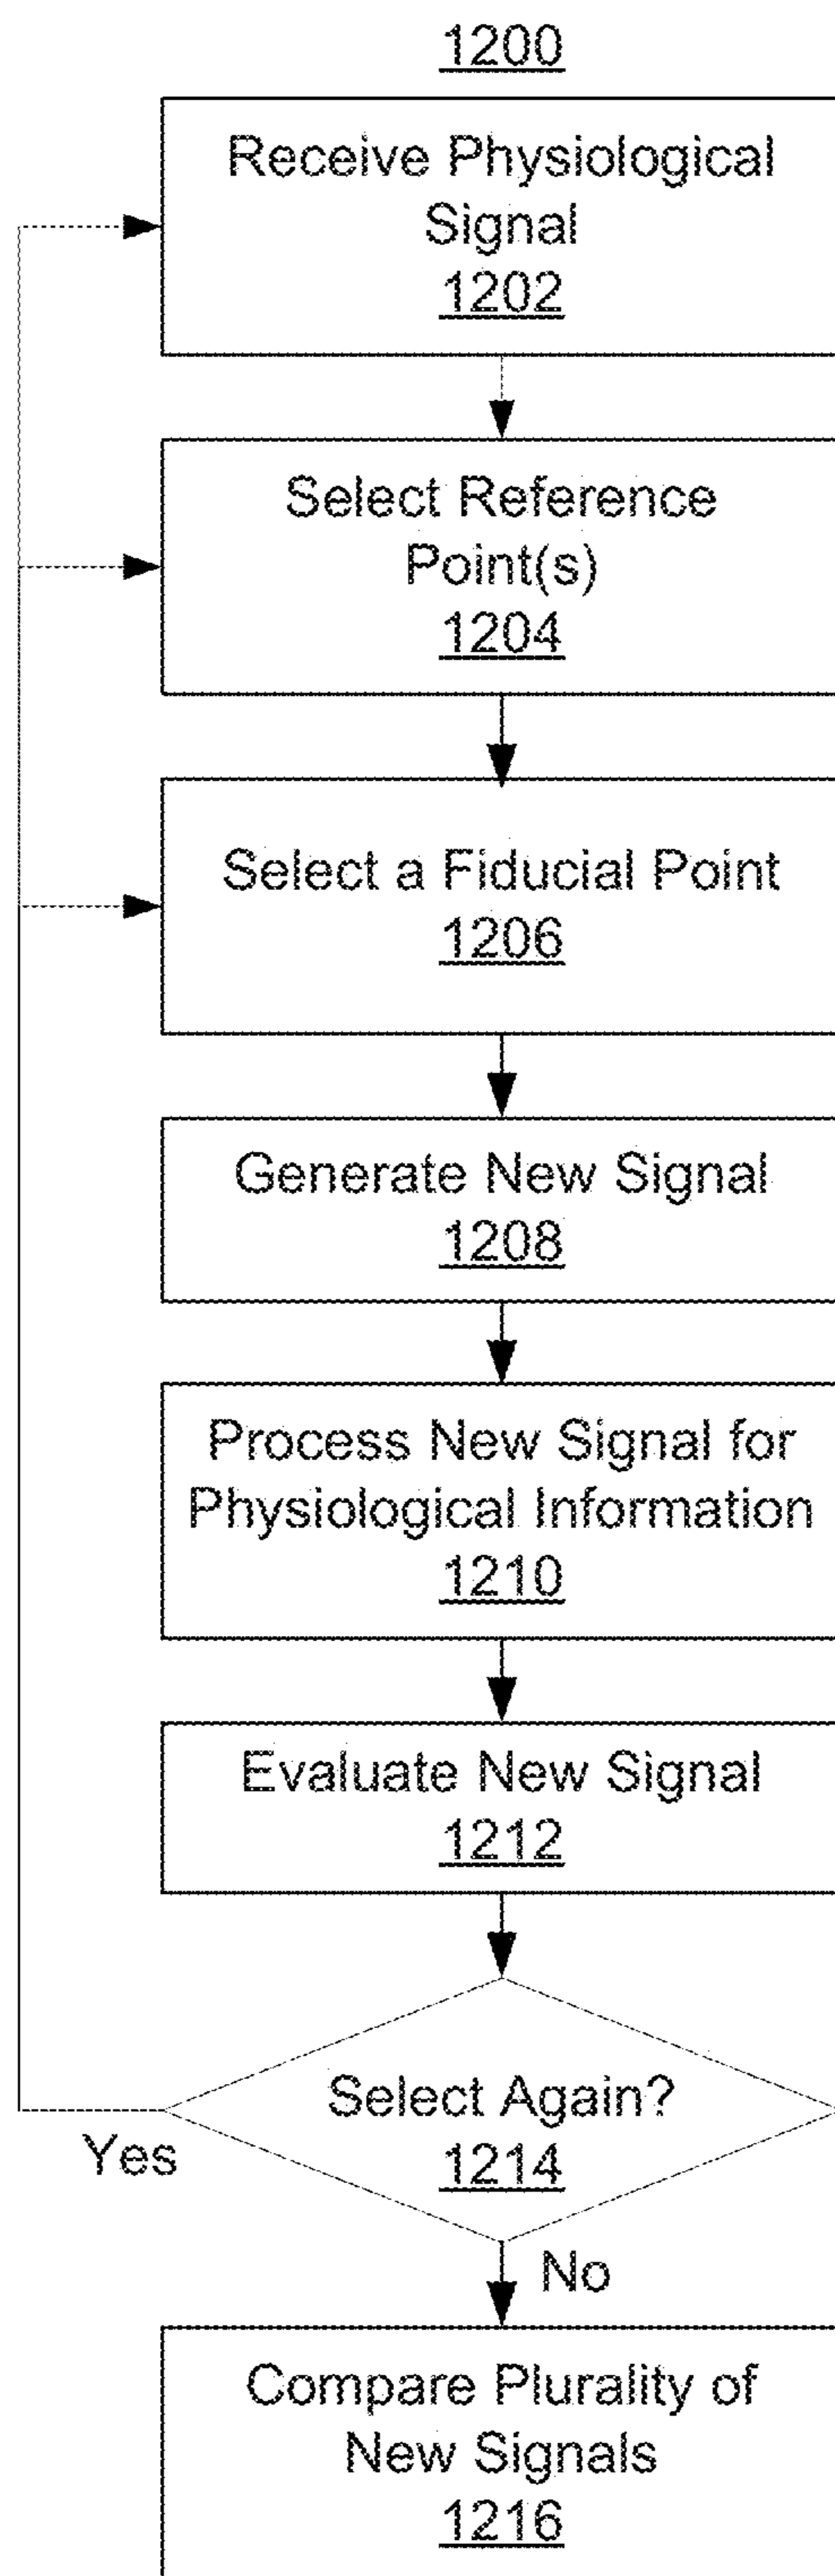 1200
Receive Physiological
Signal
1202
Select Reference
Point(s)
1204
Select a Fiducial Point
1206
Generate New Signal
1208
Process New Signal for
Physiological Information
1210
Evaluate New Signal
1212
Select Again?
1214
Yes
No
Compare Plurality of
New Signals
1216